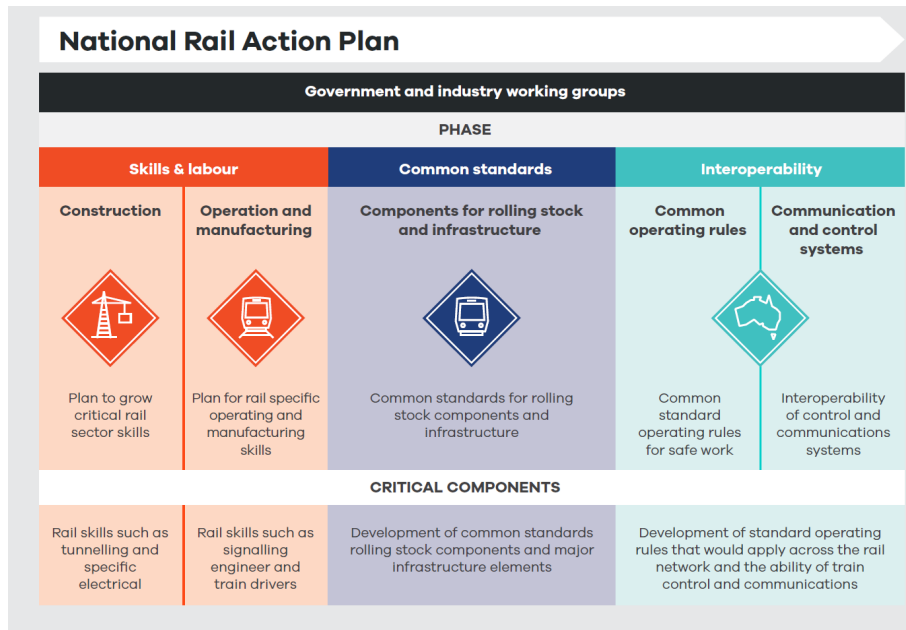 National Rail Action Plan
Government and industry working groups
PHASE
Skills & labour
Common standards
Interoperability
Construction
Operation and
manufacturing
Components for rolling stock
and infrastructure
Common
operating rules
Communication
and control
systems
Plan to grow
critical rail
sector skills
Plan for rail specific
operating and
manufacturing
skills
Common standards for rolling
stock components and
infrastructure
Common
standard
operating rules
for safe work
Interoperability
of control and
communications
systems
CRITICAL COMPONENTS
Rail skills such as
tunnelling and
specific
electrical
Rail skills such as
signalling
engineer and
train drivers
Development of common standards
rolling stock components and major
infrastructure elements
Development of standard operating
rules that would apply across the rail
network and the ability of train
control and communications